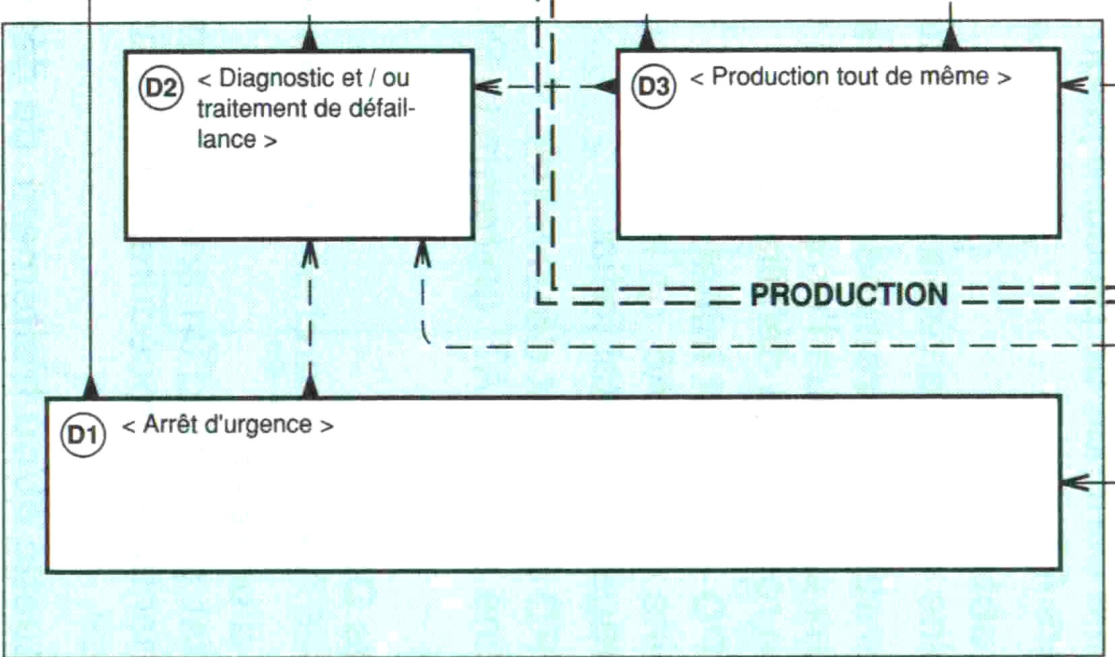 D2 < Diagnostic et / ou
traitement de défail-
lance >
D3 < Production tout de même >
PRODUCTION
D1 < Arrêt d'urgence >